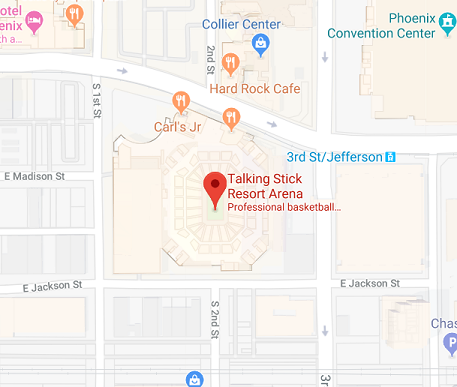 otel
enix
th a...
Collier Center
2nd St
Phoenix
Convention Center
Hard Rock Cafe
S 1st St
Carl's Jr
3rd St/Jefferson
E Madison St
Talking Stick
Resort Arena
Professional basketball...
E Jackson St
E Jackson St
S 2nd St
Chas
P
3r